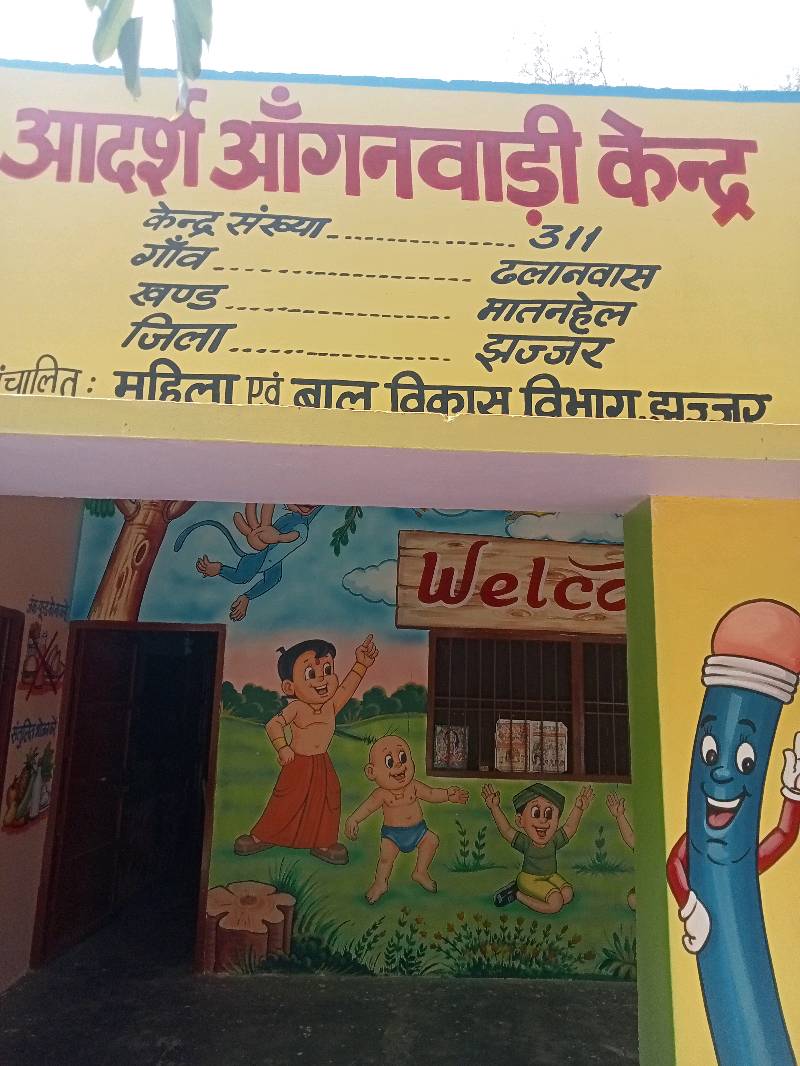 आदर्श आँगनवाड़ी केन्द्र
केन्द्र संख्या ................ 311
गाँव ..................... ढलानवास
खण्ड ................... मातनहेल
जिला .................. झज्जर
संचालित : महिला एवं बाल विकास विभाग, झज्जर
Welco